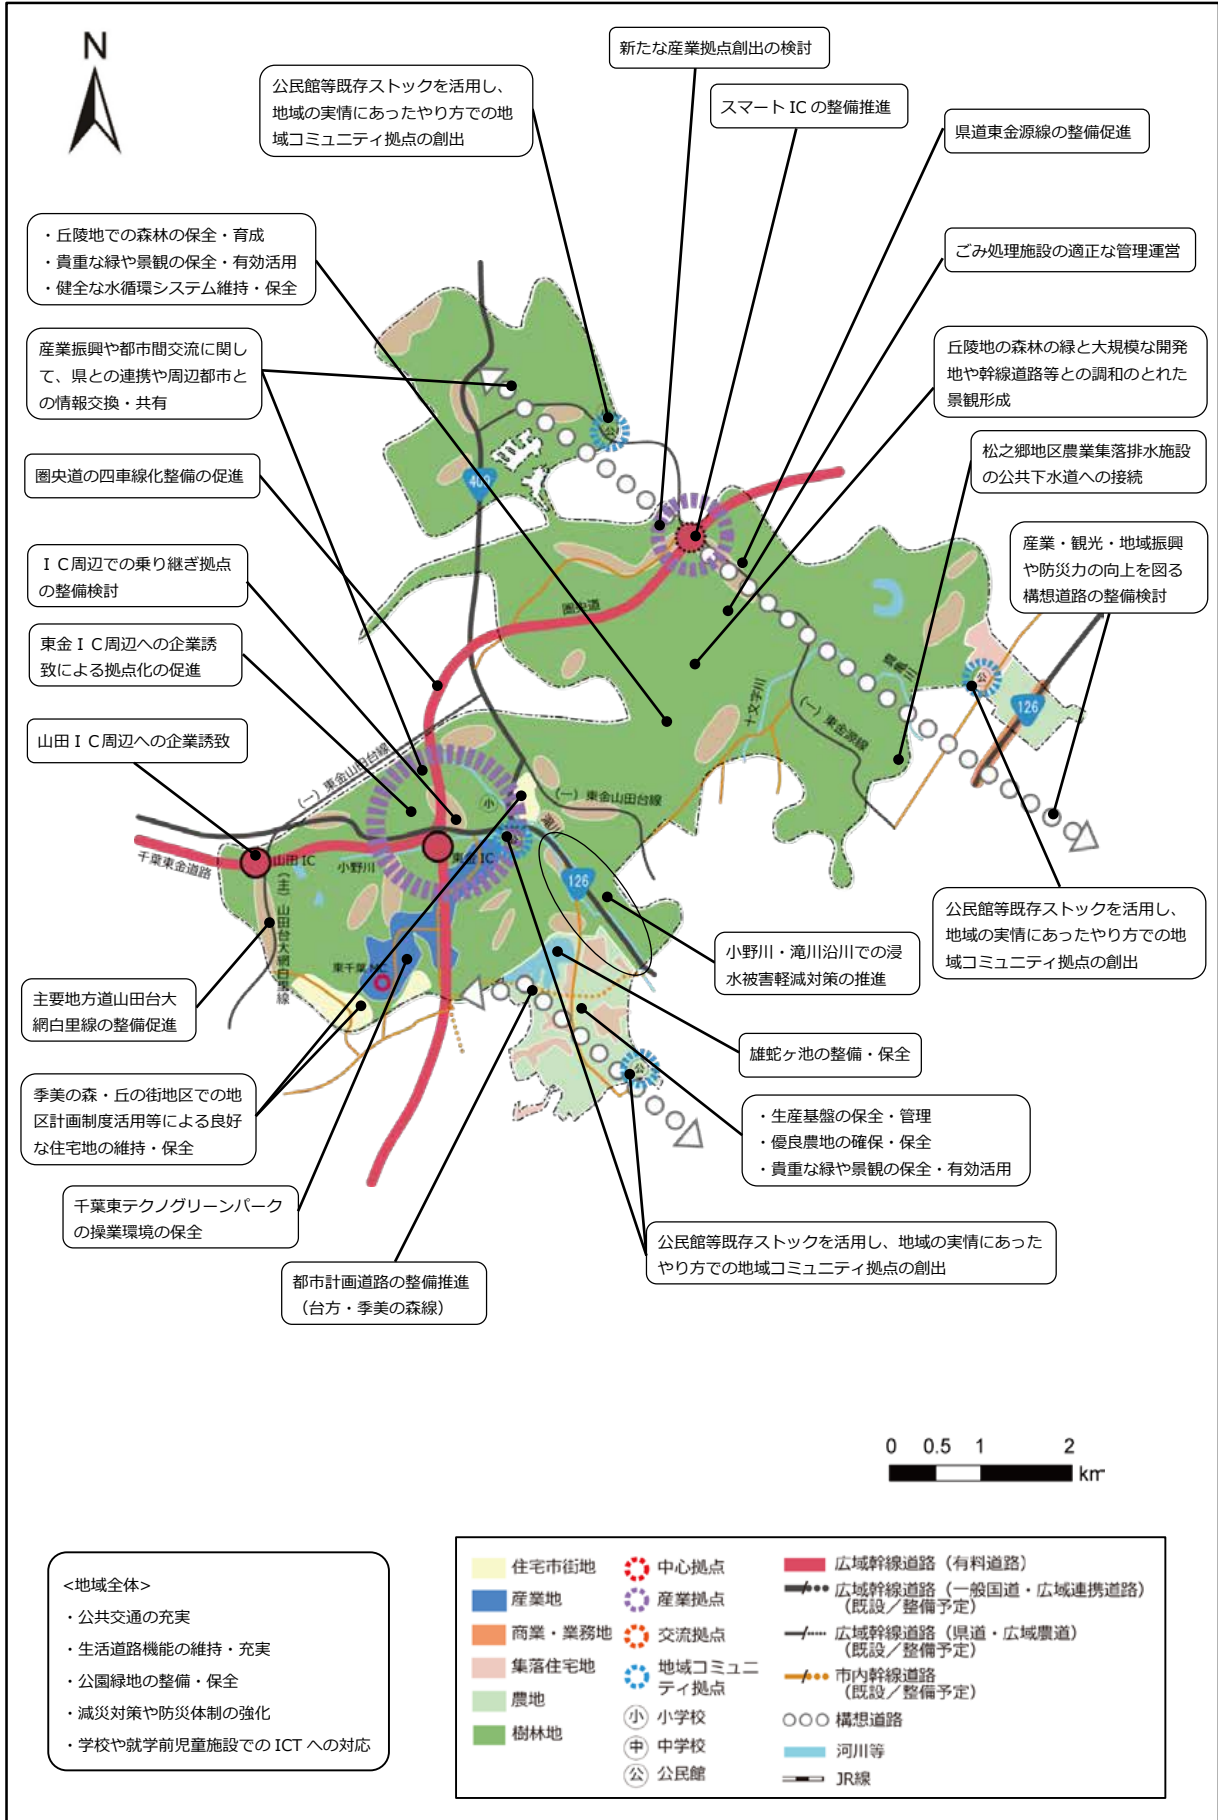 N
新たな産業拠点創出の検討
公民館等既存ストックを活用し、
地域の実情にあったやり方での地
域コミュニティ拠点の創出
スマート IC の整備推進
県道東金源線の整備促進
・丘陵地での森林の保全・育成
・貴重な緑や景観の保全・有効活用
・健全な水循環システム維持・保全
ごみ処理施設の適正な管理運営
産業振興や都市間交流に関し
て、県との連携や周辺都市と
の情報交換・共有
丘陵地の森林の緑と大規模な開発
地や幹線道路等との調和のとれた
景観形成
圏央道の四車線化整備の促進
松之郷地区農業集落排水施設
の公共下水道への接続
ＩＣ周辺での乗り継ぎ拠点
の整備検討
産業・観光・地域振興
や防災力の向上を図る
構想道路の整備検討
東金ＩＣ周辺への企業誘
致による拠点化の促進
山田ＩＣ周辺への企業誘致
公
圏央道
十文字川
(一)東金源線
公
126
(一)東金山田台線
(一)東金山田台線
小
公
千葉東金道路
山田 IC
小野川
東金 IC
126
(主)山田台大網白里線
東千葉 MC
公
公民館等既存ストックを活用し、
地域の実情にあったやり方での地
域コミュニティ拠点の創出
小野川・滝川沿川での浸
水被害軽減対策の推進
主要地方道山田台大
網白里線の整備促進
雄蛇ヶ池の整備・保全
季美の森・丘の街地区での地
区計画制度活用等による良好
な住宅地の維持・保全
・生産基盤の保全・管理
・優良農地の確保・保全
・貴重な緑や景観の保全・有効活用
千葉東テクノグリーンパーク
の操業環境の保全
公民館等既存ストックを活用し、地域の実情にあった
やり方での地域コミュニティ拠点の創出
都市計画道路の整備推進
（台方・季美の森線）
0 0.5 1 2
km
<地域全体>
・公共交通の充実
・生活道路機能の維持・充実
・公園緑地の整備・保全
・減災対策や防災体制の強化
・学校や就学前児童施設での ICT への対応
住宅市街地
産業地
商業・業務地
集落住宅地
農地
樹林地
中心拠点
産業拠点
交流拠点
地域コミュニ
ティ拠点
小 小学校
中 中学校
公 公民館
広域幹線道路（有料道路）
広域幹線道路（一般国道・広域連携道路）
（既設／整備予定）
広域幹線道路（県道・広域農道）
（既設／整備予定）
市内幹線道路
（既設／整備予定）
構想道路
河川等
JR線